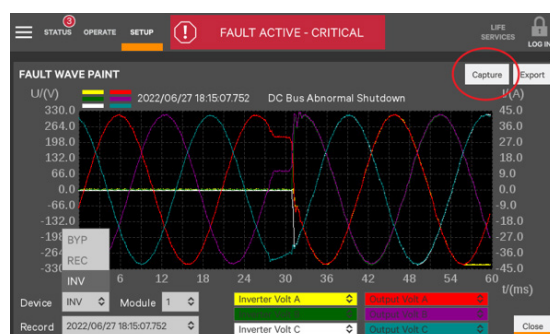 3
STATUS OPERATE SETUP ! FAULT ACTIVE - CRITICAL LIFE SERVICES LOG IN
FAULT WAVE PAINT Capture Export
U/(V) 2022/06/27 18:15:07.752 DC Bus Abnormal Shutdown I/(A)
330.0 45.0
264.0 36.0
198.0 27.0
132.0 18.0
66.0 9.0
0.0 0.0
-66.0 -9.0
-132.0 -18.0
-198 -27.0
BYP
-264 -36.0
REC
-330 -45.0
INV 6 12 18 24 30 36 42 48 54 60
t/(ms)
Device INV Module 1 Inverter Volt A Output Volt A
Record 2022/06/27 18:15:07.752 Inverter Volt C Output Volt C Close